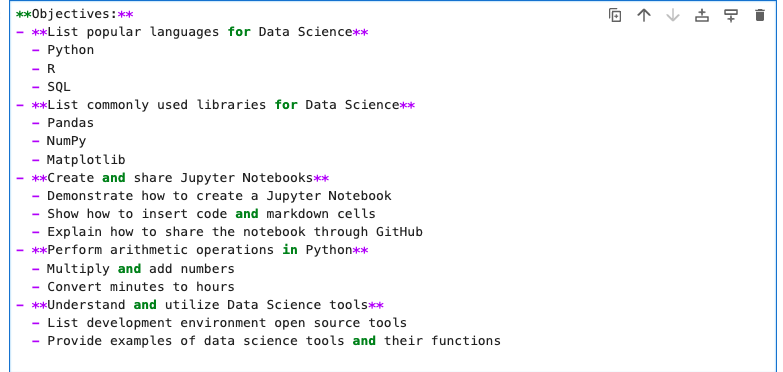 **Objectives:**
- **List popular languages for Data Science**
  - Python
  - R
  - SQL
- **List commonly used libraries for Data Science**
  - Pandas
  - NumPy
  - Matplotlib
- **Create and share Jupyter Notebooks**
  - Demonstrate how to create a Jupyter Notebook
  - Show how to insert code and markdown cells
  - Explain how to share the notebook through GitHub
- **Perform arithmetic operations in Python**
  - Multiply and add numbers
  - Convert minutes to hours
- **Understand and utilize Data Science tools**
  - List development environment open source tools
  - Provide examples of data science tools and their functions